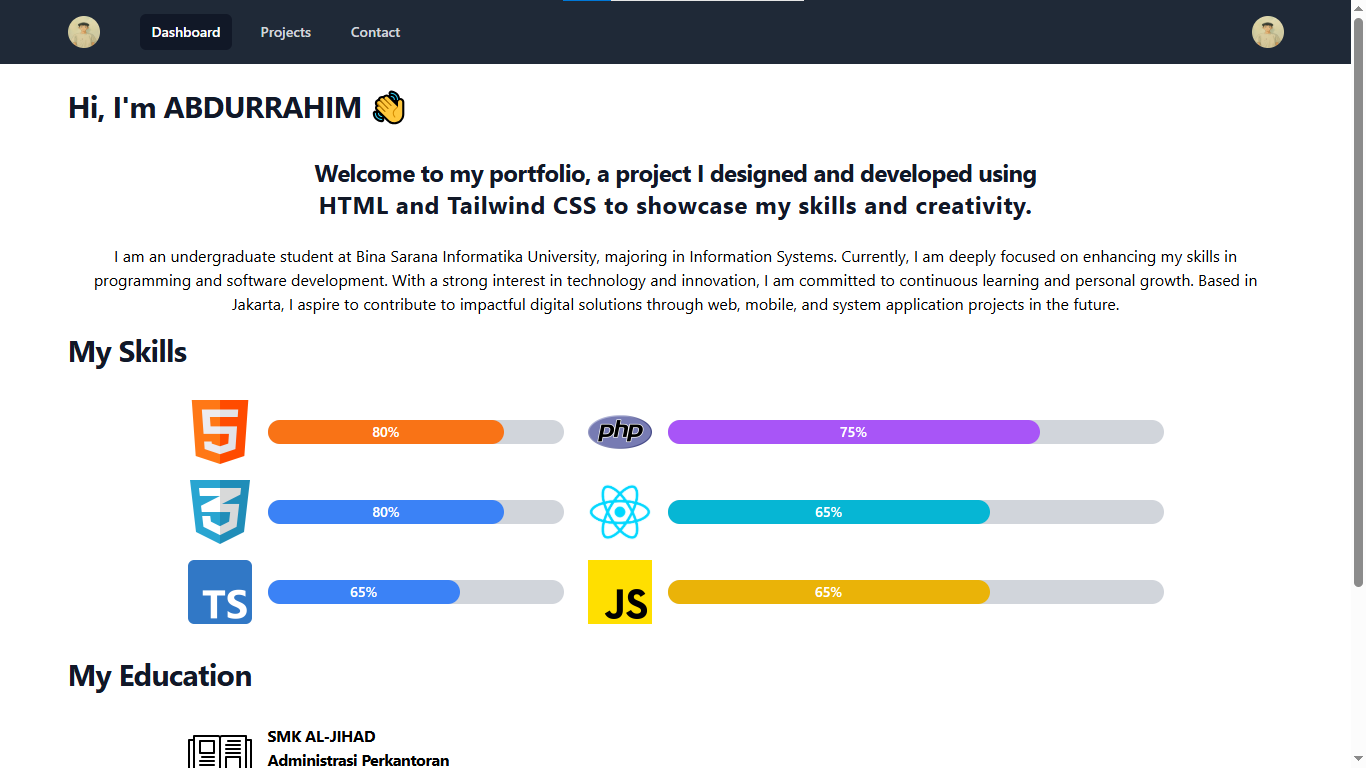 Dashboard Projects Contact
Hi, I'm ABDURRAHIM 👋
Welcome to my portfolio, a project I designed and developed using
HTML and Tailwind CSS to showcase my skills and creativity.
I am an undergraduate student at Bina Sarana Informatika University, majoring in Information Systems. Currently, I am deeply focused on enhancing my skills in
programming and software development. With a strong interest in technology and innovation, I am committed to continuous learning and personal growth. Based in
Jakarta, I aspire to contribute to impactful digital solutions through web, mobile, and system application projects in the future.
My Skills
5 80% php 75%
3 80% 65%
TS 65% JS 65%
My Education
SMK AL-JIHAD
Administrasi Perkantoran